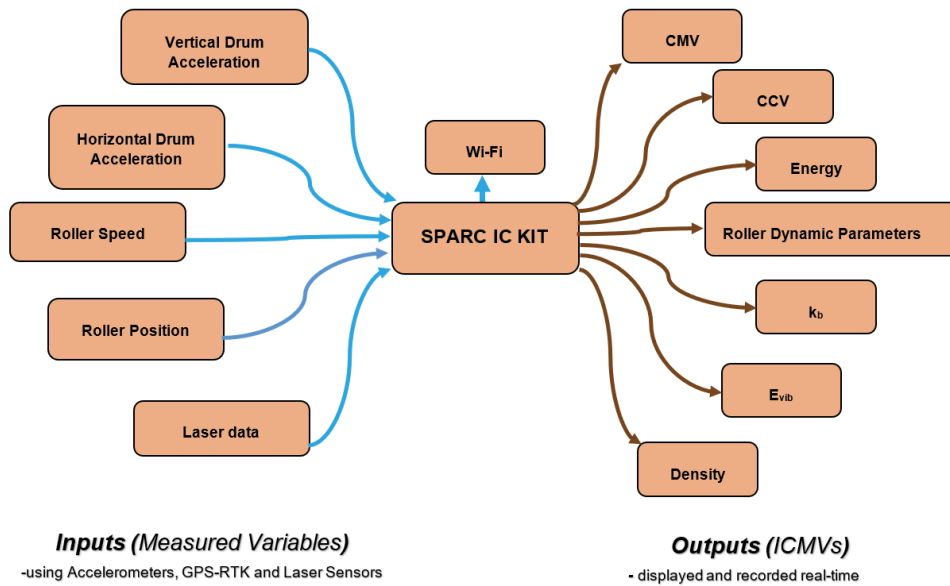 Vertical Drum
Acceleration
Horizontal Drum
Acceleration
Roller Speed
Roller Position
Laser data
Wi-Fi
SPARC IC KIT
CMV
CCV
Energy
Roller Dynamic Parameters
k_b
E_vib
Density
Inputs (Measured Variables)
-using Accelerometers, GPS-RTK and Laser Sensors
Outputs (ICMVs)
- displayed and recorded real-time